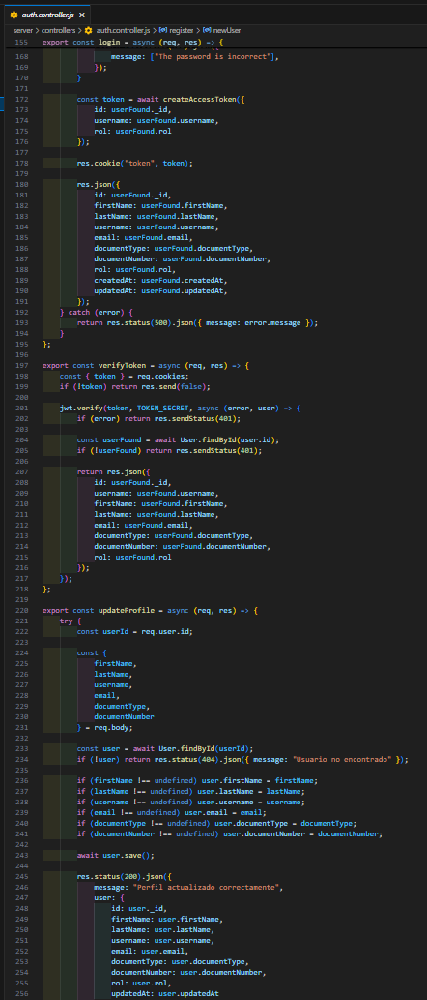 auth.controller.js ×
server > controllers > auth.controller.js > register > newUser
155 export const login = async (req, res) => {
168 message: ["The password is incorrect"],
169 });
170 }
171
172 const token = await createAccessToken({
173 id: userFound._id,
174 username: userFound.username,
175 rol: userFound.rol
176 });
177
178 res.cookie("token", token);
179
180 res.json({
181 id: userFound._id,
182 firstName: userFound.firstName,
183 lastName: userFound.lastName,
184 username: userFound.username,
185 email: userFound.email,
186 documentType: userFound.documentType,
187 documentNumber: userFound.documentNumber,
188 rol: userFound.rol,
189 createdAt: userFound.createdAt,
190 updatedAt: userFound.updatedAt,
191 });
192 } catch (error) {
193 return res.status(500).json({ message: error.message });
194 }
195 };
196
197 export const verifyToken = async (req, res) => {
198 const { token } = req.cookies;
199 if (!token) return res.send(false);
200
201 jwt.verify(token, TOKEN_SECRET, async (error, user) => {
202 if (error) return res.sendStatus(401);
203
204 const userFound = await User.findById(user.id);
205 if (!userFound) return res.sendStatus(401);
206
207 return res.json({
208 id: userFound._id,
209 username: userFound.username,
210 firstName: userFound.firstName,
211 lastName: userFound.lastName,
212 email: userFound.email,
213 documentType: userFound.documentType,
214 documentNumber: userFound.documentNumber,
215 rol: userFound.rol
216 });
217 });
218 };
219
220 export const updateProfile = async (req, res) => {
221 try {
222 const userId = req.user.id;
223
224 const {
225 firstName,
226 lastName,
227 username,
228 email,
229 documentType,
230 documentNumber
231 } = req.body;
232
233 const user = await User.findById(userId);
234 if (!user) return res.status(404).json({ message: "Usuario no encontrado" });
235
236 if (firstName !== undefined) user.firstName = firstName;
237 if (lastName !== undefined) user.lastName = lastName;
238 if (username !== undefined) user.username = username;
239 if (email !== undefined) user.email = email;
240 if (documentType !== undefined) user.documentType = documentType;
241 if (documentNumber !== undefined) user.documentNumber = documentNumber;
242
243 await user.save();
244
245 res.status(200).json({
246 message: "Perfil actualizado correctamente",
247 user: {
248 id: user._id,
249 firstName: user.firstName,
250 lastName: user.lastName,
251 username: user.username,
252 email: user.email,
253 documentType: user.documentType,
254 documentNumber: user.documentNumber,
255 rol: user.rol,
256 updatedAt: user.updatedAt